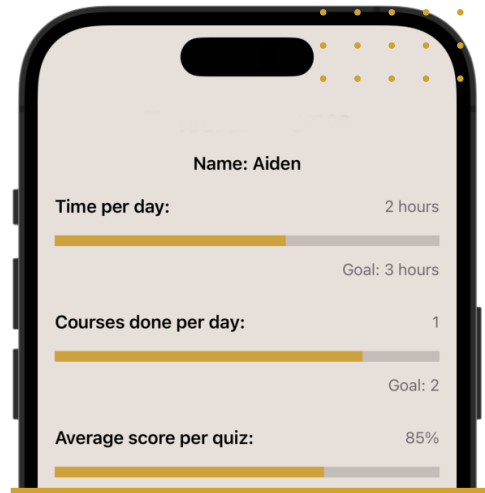 Name: Aiden
Time per day: 2 hours
Goal: 3 hours
Courses done per day: 1
Goal: 2
Average score per quiz: 85%